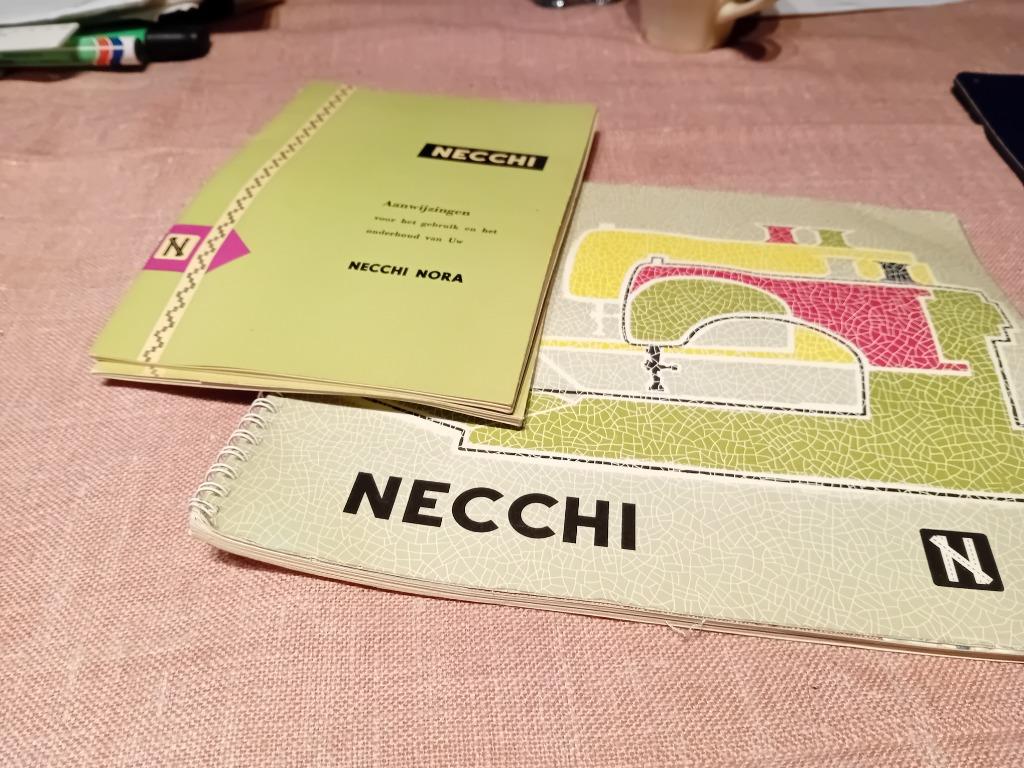 NECCHI
Aanwijzingen
voor het gebruik en het
onderhoud van Uw
NECCHI NORA
N
NECCHI
N